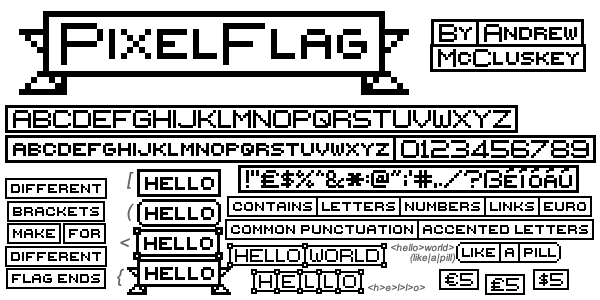 PIXELFLAG
BY ANDREW
MCCLUSKEY
ABCDEFGHIJKLMNOPQRSTUVWXYZ
ABCDEFGHIJKLMNOPQRSTUVWXYZ 0123456789
DIFFERENT
BRACKETS
MAKE FOR
DIFFERENT
FLAG ENDS
[ HELLO
( HELLO
< HELLO
{ HELLO
CONTAINS LETTERS NUMBERS LINKS EURO
COMMON PUNCTUATION ACCENTED LETTERS
HELLO WORLD
<hello>world>
(like|a|pill)
LIKE A PILL
HELLO
<h>e>l>l>o>
€5 €5 $5